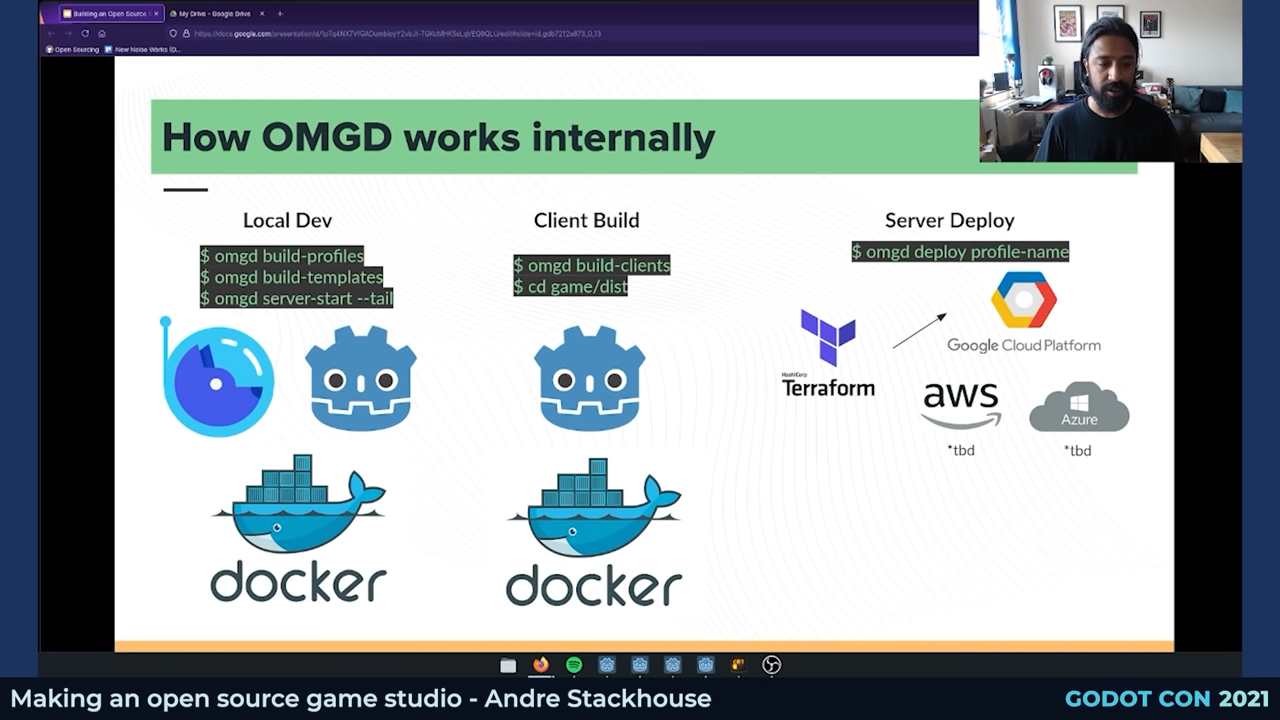 Building an Open Source
My Drive - Google Drive
Open Sourcing
New Noise Works (D...
How OMGD works internally
Local Dev
$ omgd build-profiles
$ omgd build-templates
$ omgd server-start --tail
docker
Client Build
$ omgd build-clients
$ cd game/dist
docker
Server Deploy
$ omgd deploy profile-name
HashiCorp
Terraform
Google Cloud Platform
aws
*tbd
Azure
*tbd
Making an open source game studio - Andre Stackhouse
GODOT CON 2021